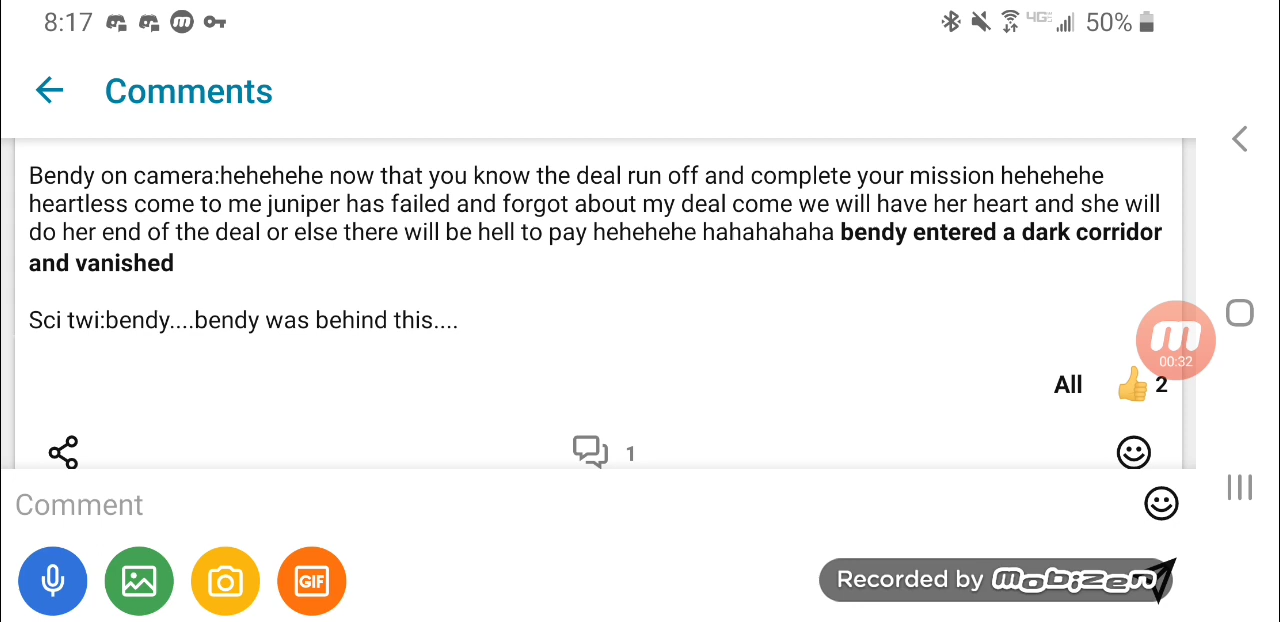 8:17 50%
Comments
Bendy on camera:hehehehe now that you know the deal run off and complete your mission hehehehe
heartless come to me juniper has failed and forgot about my deal come we will have her heart and she will
do her end of the deal or else there will be hell to pay hehehehe hahahahaha bendy entered a dark corridor
and vanished
Sci twi:bendy....bendy was behind this....
00:32
All 2
1
Comment
GIF
Recorded by mobizen